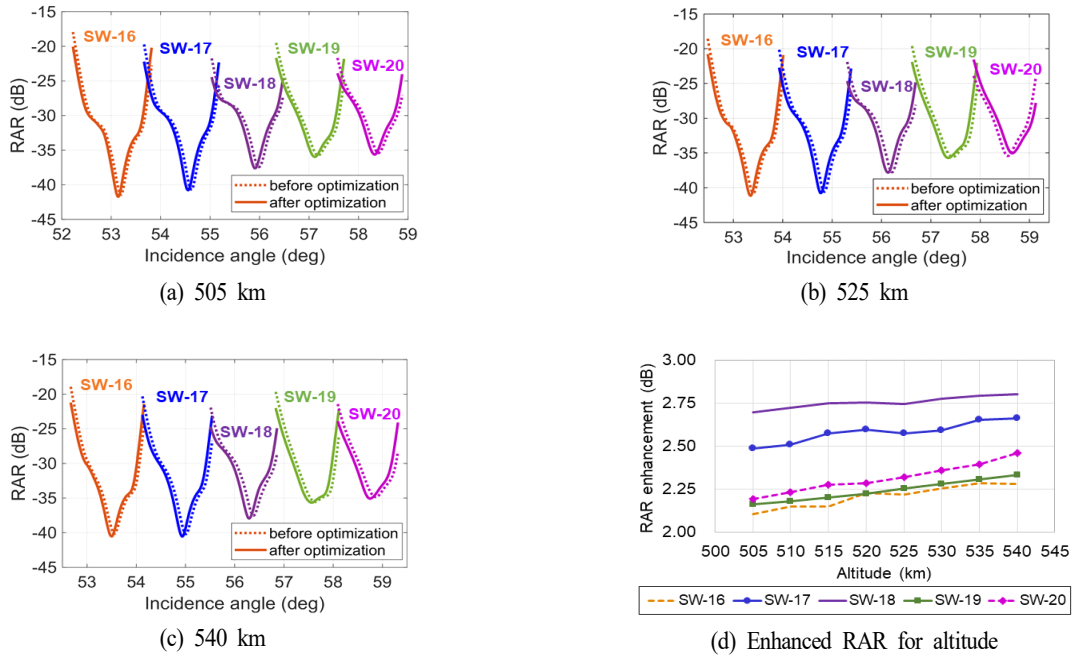 -15
-20
-25
-30
-35
-40
-45
RAR (dB)
SW-16
SW-17
SW-18
SW-19
SW-20
before optimization
after optimization
52 53 54 55 56 57 58 59
Incidence angle (deg)
(a) 505 km
-15
-20
-25
-30
-35
-40
-45
RAR (dB)
SW-16
SW-17
SW-18
SW-19
SW-20
before optimization
after optimization
53 54 55 56 57 58 59
Incidence angle (deg)
(b) 525 km
-15
-20
-25
-30
-35
-40
-45
RAR (dB)
SW-16
SW-17
SW-18
SW-19
SW-20
before optimization
after optimization
53 54 55 56 57 58 59
Incidence angle (deg)
(c) 540 km
3.00
2.75
2.50
2.25
2.00
RAR enhancement (dB)
500 505 510 515 520 525 530 535 540 545
Altitude (km)
SW-16 SW-17 SW-18 SW-19 SW-20
(d) Enhanced RAR for altitude